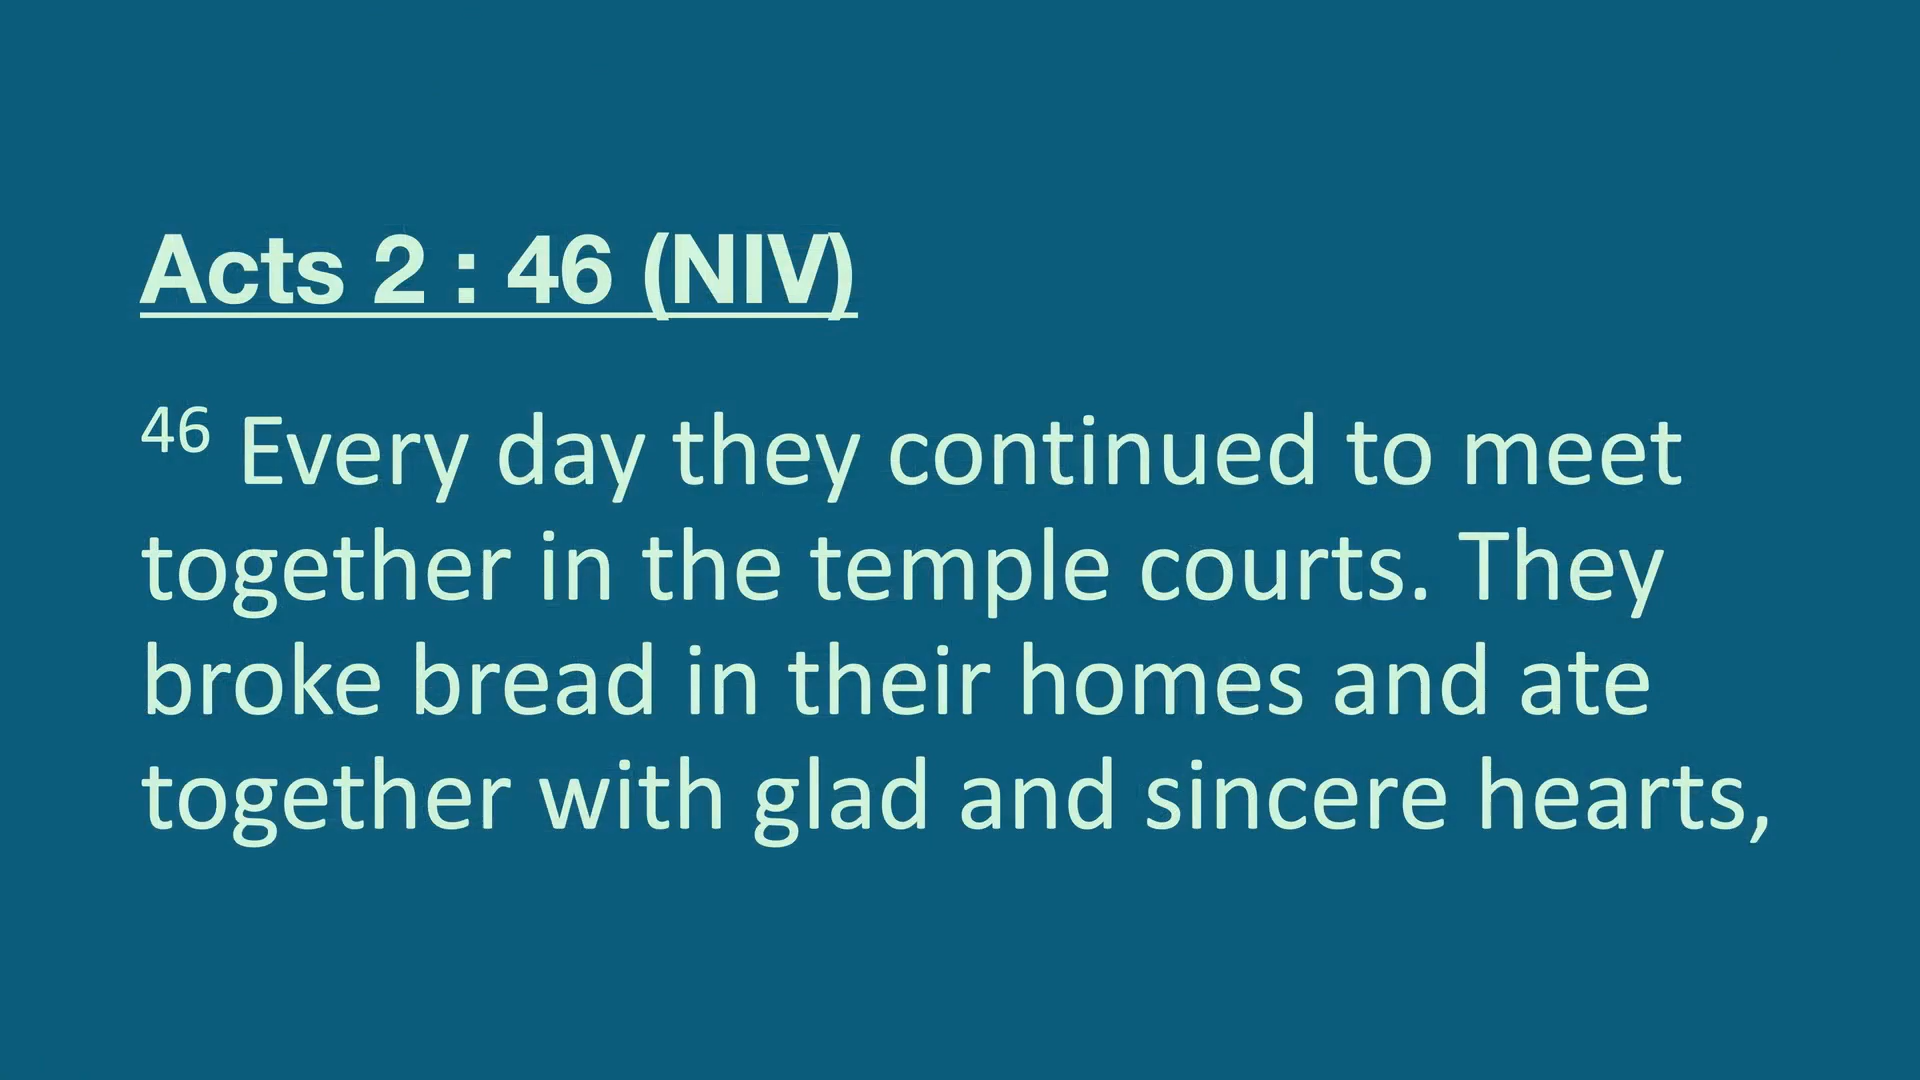 Acts 2 : 46 (NIV)
46 Every day they continued to meet
together in the temple courts. They
broke bread in their homes and ate
together with glad and sincere hearts,